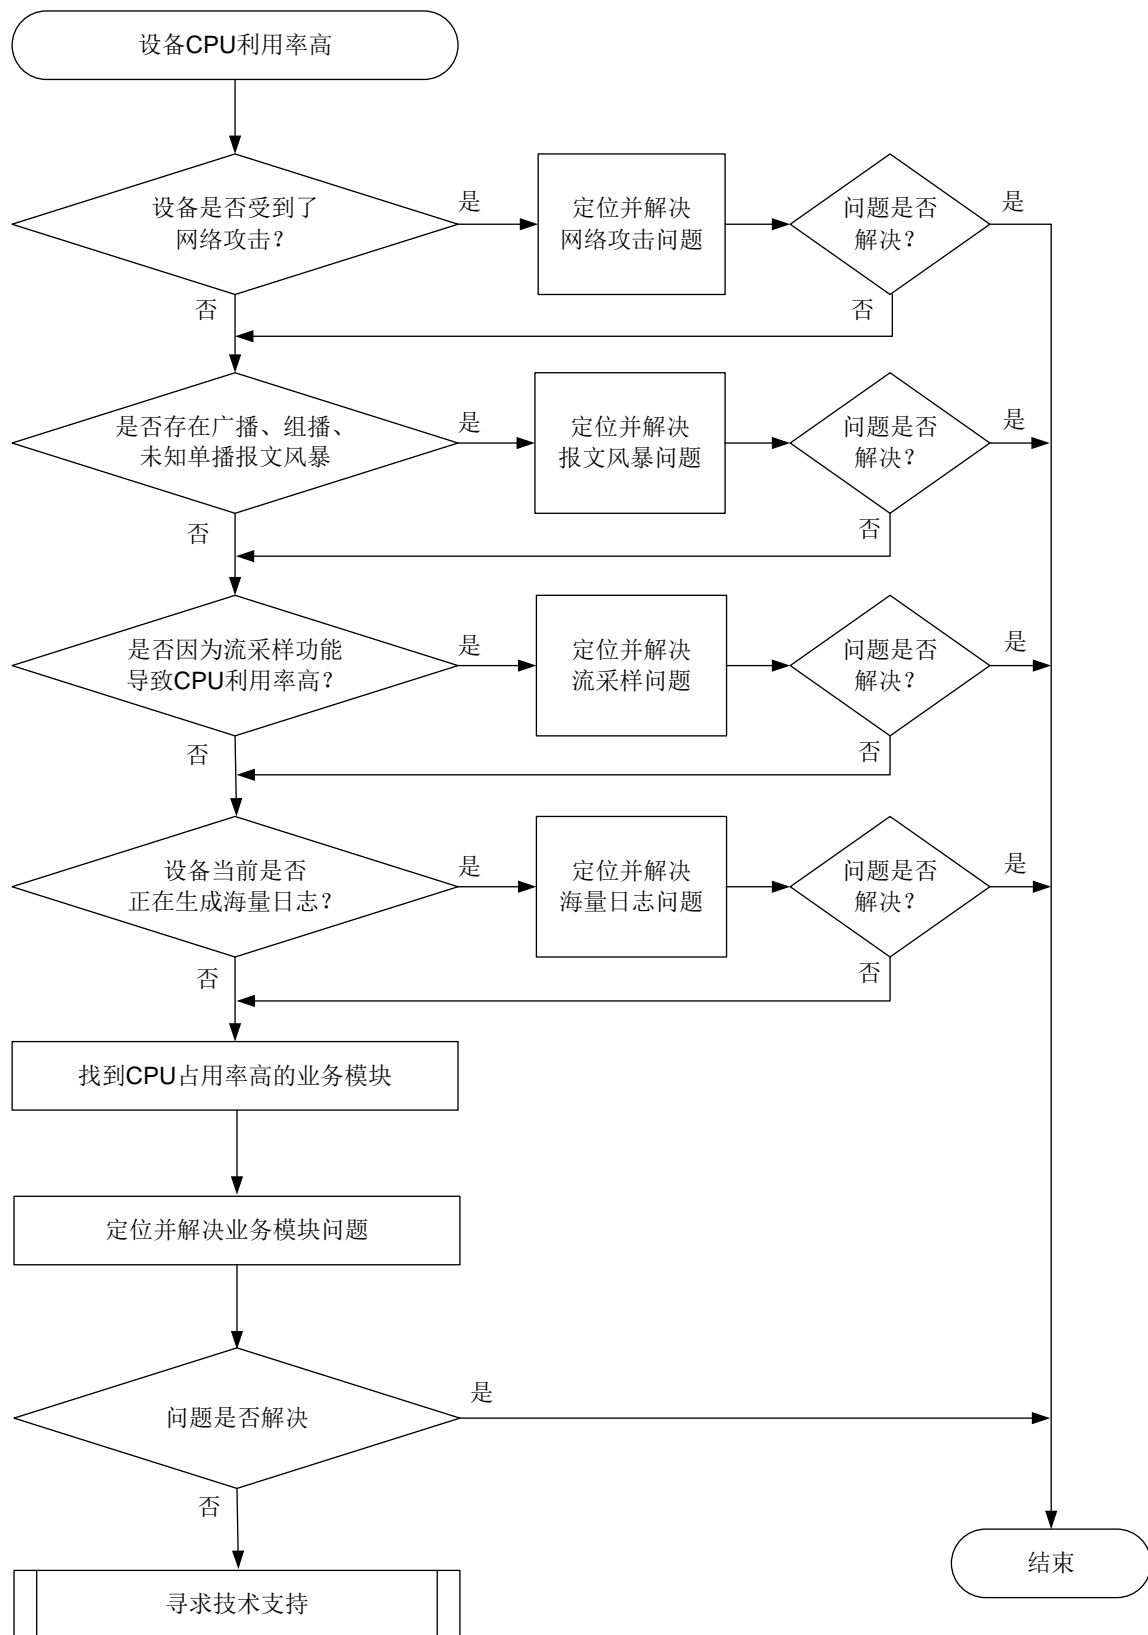 设备CPU利用率高
设备是否受到了
网络攻击？
是
定位并解决
网络攻击问题
问题是否
解决？
是
否
否
是否存在广播、组播、
未知单播报文风暴
是
定位并解决
报文风暴问题
问题是否
解决？
是
否
否
是否因为流采样功能
导致CPU利用率高？
是
定位并解决
流采样问题
问题是否
解决？
是
否
否
设备当前是否
正在生成海量日志？
是
定位并解决
海量日志问题
问题是否
解决？
是
否
否
找到CPU占用率高的业务模块
定位并解决业务模块问题
问题是否解决
是
否
结束
寻求技术支持